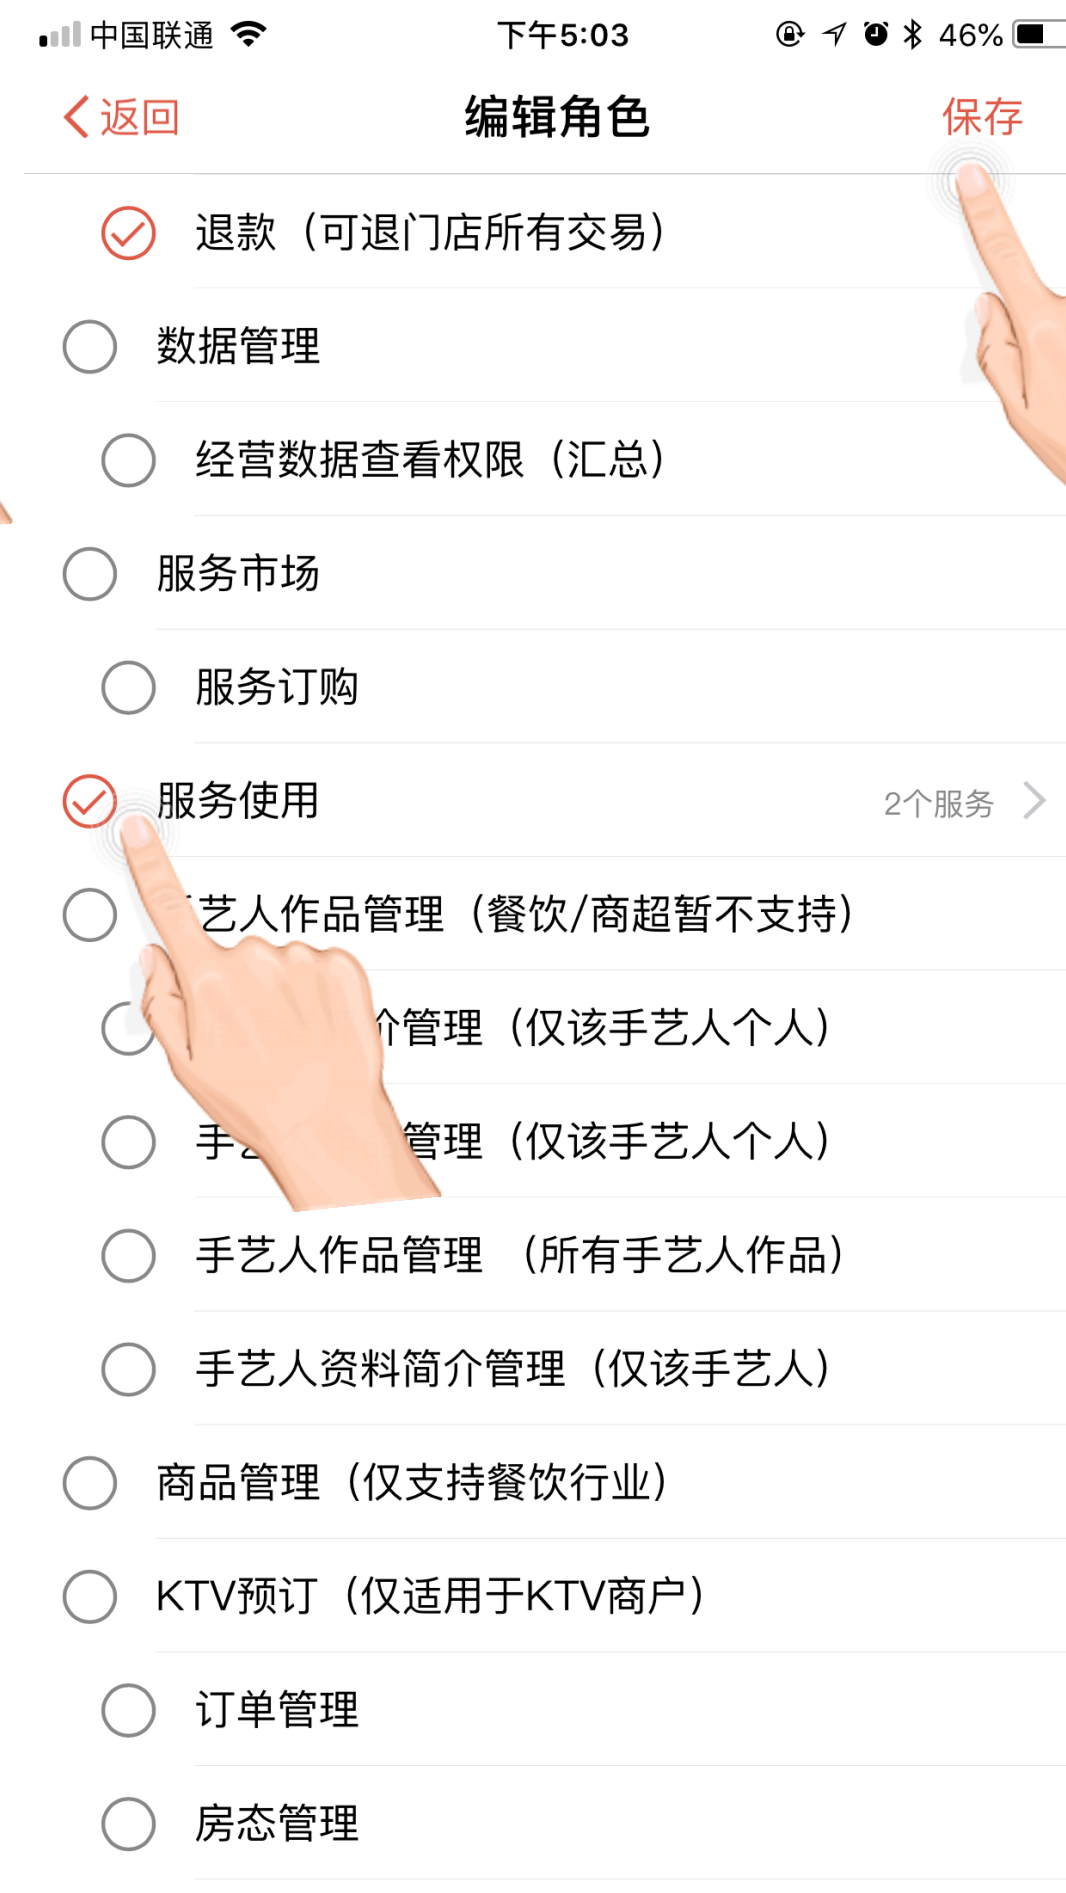 中国联通 下午5:03 46%
返回 编辑角色 保存
退款（可退门店所有交易）
数据管理
经营数据查看权限（汇总）
服务市场
服务订购
服务使用 2个服务
艺人作品管理（餐饮/商超暂不支持）
介管理（仅该手艺人个人）
手 管理（仅该手艺人个人）
手艺人作品管理 （所有手艺人作品）
手艺人资料简介管理（仅该手艺人）
商品管理（仅支持餐饮行业）
KTV预订（仅适用于KTV商户）
订单管理
房态管理